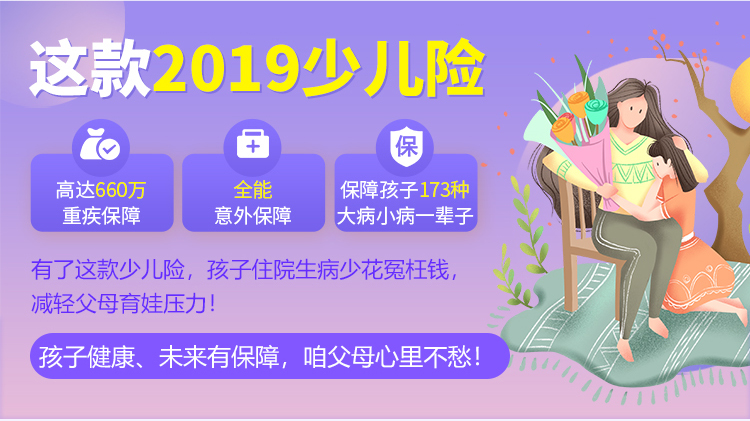 这款2019少儿险
保
高达660万
重疾保障
全能
意外保障
保障孩子173种
大病小病一辈子
有了这款少儿险，孩子住院生病少花冤枉钱，
减轻父母育娃压力！
孩子健康、未来有保障，咱父母心里不愁！